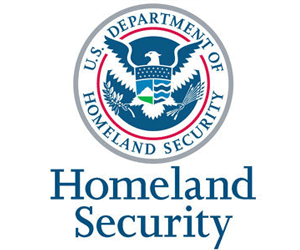 U.S. DEPARTMENT OF
HOMELAND SECURITY
Homeland
Security